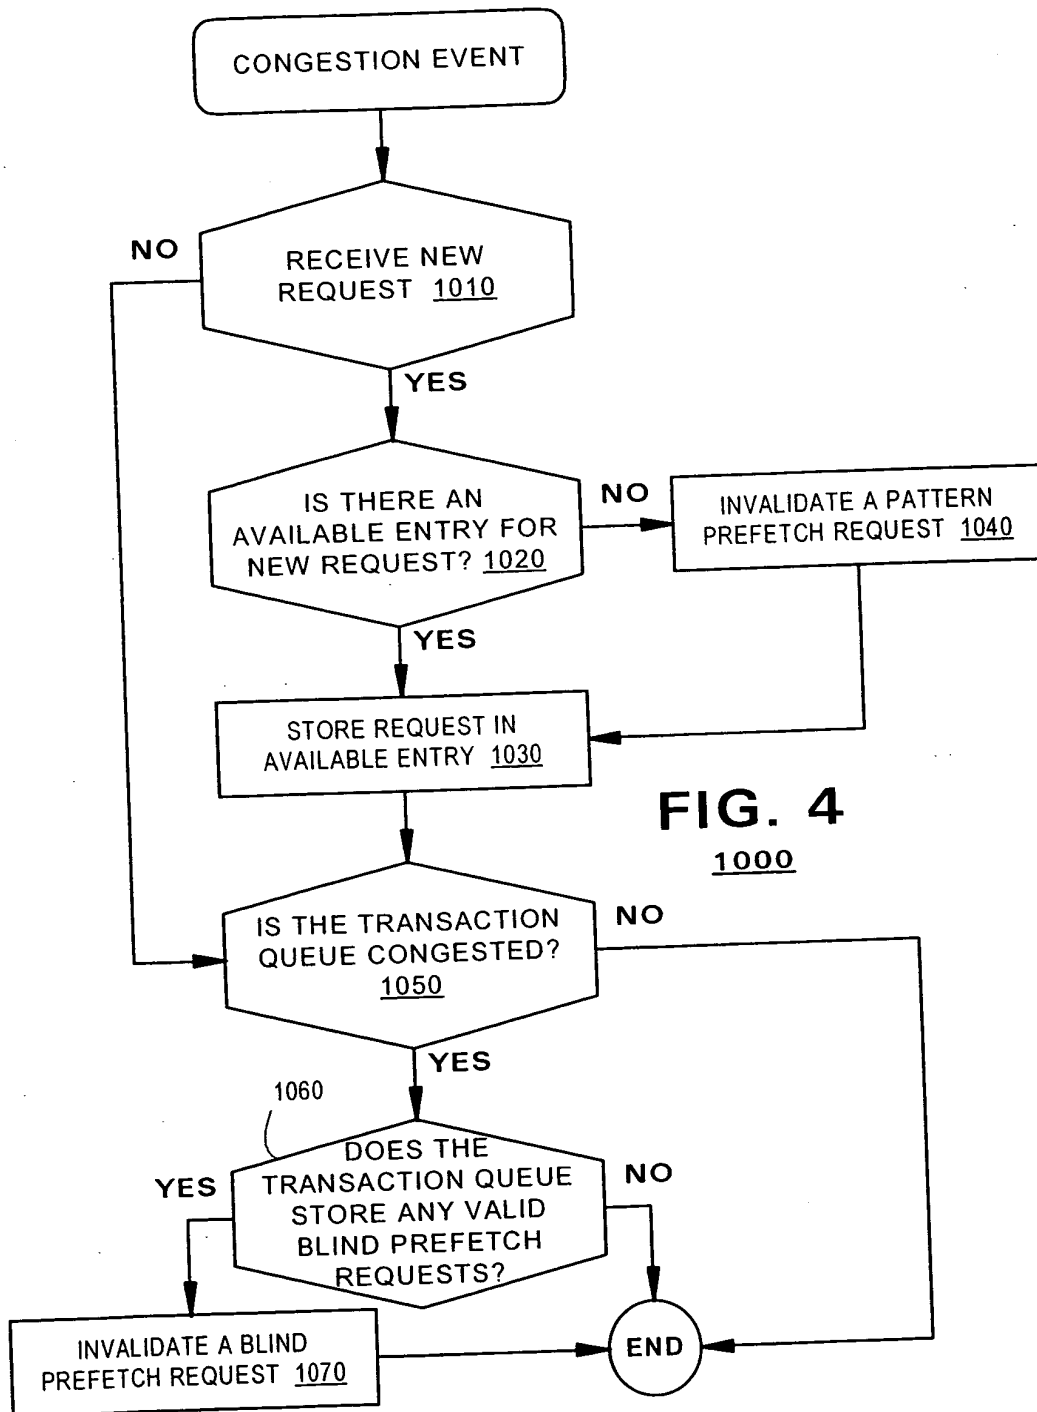 CONGESTION EVENT
NO
RECEIVE NEW
REQUEST 1010
YES
IS THERE AN
AVAILABLE ENTRY FOR
NEW REQUEST? 1020
NO
INVALIDATE A PATTERN
PREFETCH REQUEST 1040
YES
STORE REQUEST IN
AVAILABLE ENTRY 1030
FIG. 4
1000
IS THE TRANSACTION
QUEUE CONGESTED?
1050
NO
YES
1060
DOES THE
TRANSACTION QUEUE
STORE ANY VALID
BLIND PREFETCH
REQUESTS?
YES
NO
INVALIDATE A BLIND
PREFETCH REQUEST 1070
END